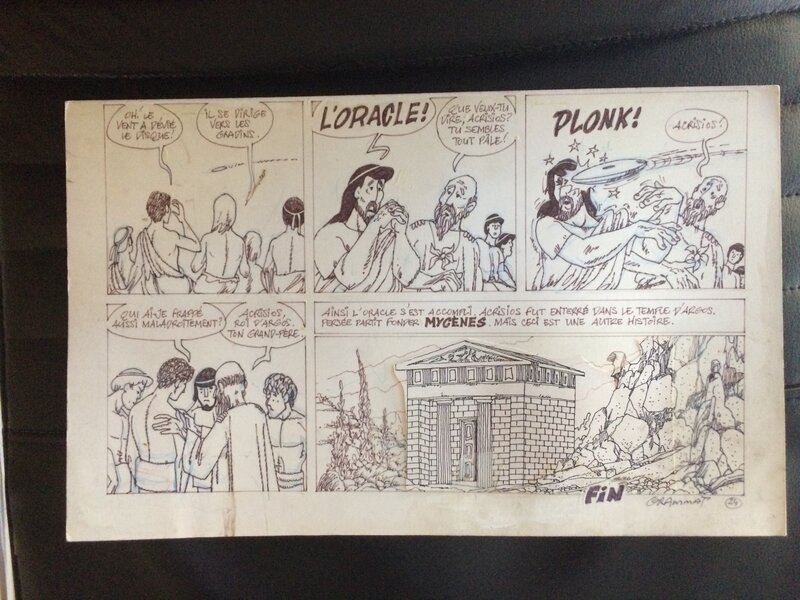 OH! LE
VENT A DÉVIÉ
LE DISQUE!
IL SE DIRIGE
VERS LES
GRADINS.
L'ORACLE!
QUE VEUX-TU
DIRE, ACRISIOS?
TU SEMBLES
TOUT PÂLE!
PLONK!
ACRISIOS!
QUI AI-JE FRAPPÉ
AUSSI MALADROITEMENT?
ACRISIOS,
ROI D'ARGOS.
TON GRAND-PÈRE.
AINSI L'ORACLE S'EST ACCOMPLI. ACRISIOS FUT ENTERRÉ DANS LE TEMPLE D'ARGOS.
PERSÉE PARTIT FONDER MYCÈNES. MAIS CECI EST UNE AUTRE HISTOIRE.
FIN
GRAMMAT
24